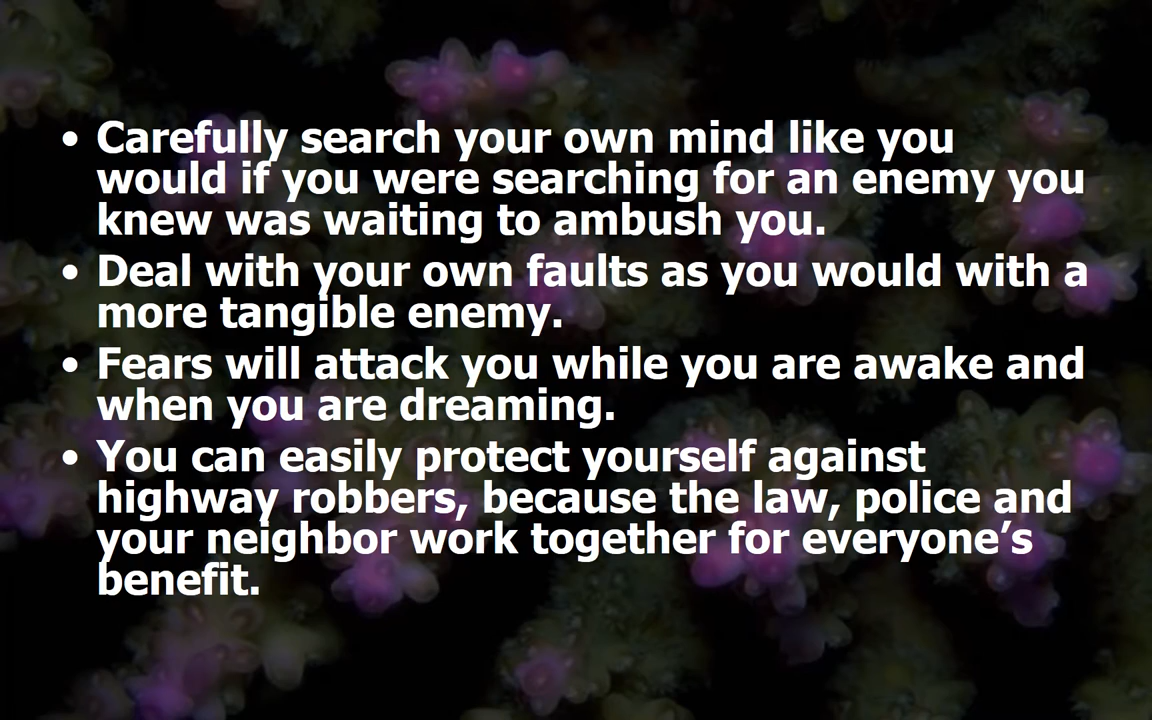 • Carefully search your own mind like you
would if you were searching for an enemy you
knew was waiting to ambush you.
• Deal with your own faults as you would with a
more tangible enemy.
• Fears will attack you while you are awake and
when you are dreaming.
• You can easily protect yourself against
highway robbers, because the law, police and
your neighbor work together for everyone’s
benefit.